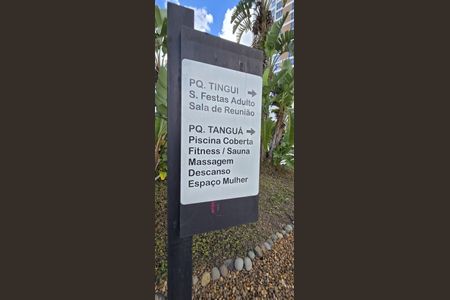 PQ. TINGUI →
S. Festas Adulto
Sala de Reunião
PQ. TANGUÁ →
Piscina Coberta
Fitness / Sauna
Massagem
Descanso
Espaço Mulher